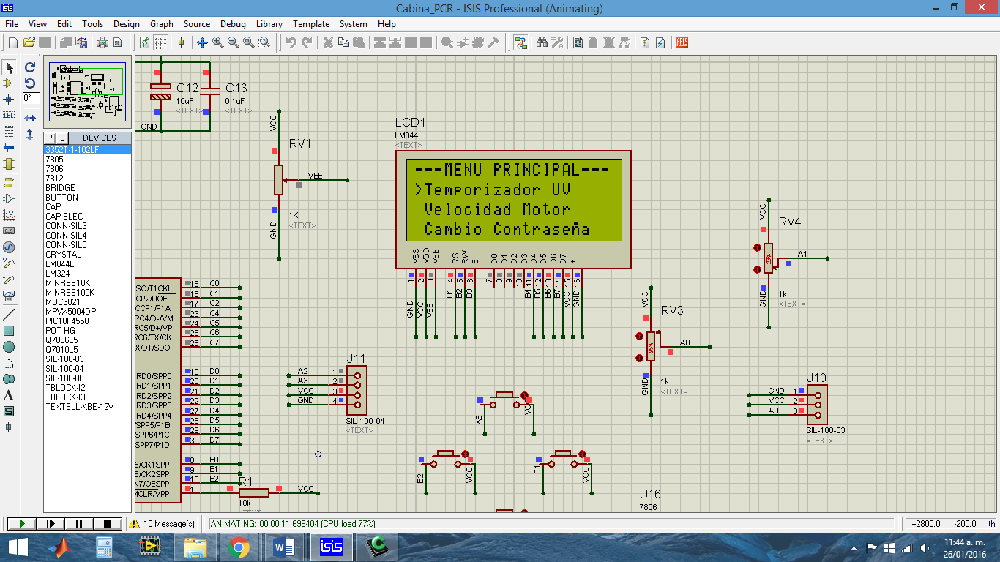 Cabina_PCR - ISIS Professional (Animating)
File View Edit Tools Design Graph Source Debug Library Template System Help
ARES
0°
LBL
A
S
P L DEVICES
3352T-1-102LF
7805
7806
7812
BRIDGE
BUTTON
CAP
CAP-ELEC
CONN-SIL3
CONN-SIL4
CONN-SIL5
CRYSTAL
LM044L
LM324
MINRES10K
MINRES100K
MOC3021
MPVX5004DP
PIC18F4550
POT-HG
Q7006L5
Q7010L5
SIL-100-03
SIL-100-04
SIL-100-08
TBLOCK-I2
TBLOCK-I3
TEXTELL-KBE-12V
C12
10uF
<TEXT>
C13
0.1uF
<TEXT>
GND
VCC
RV1
VEE
1K
<TEXT>
GND
LCD1
LM044L
<TEXT>
---MENU PRINCIPAL---
>Temporizador UV
Velocidad Motor
Cambio Contraseña
VSS VDD VEE RS RW E D0 D1 D2 D3 D4 D5 D6 D7 + -
1 2 3 4 5 6 7 8 9 10 11 12 13 14 15 16
GND VCC VEE B1 B2 B3 B4 B5 B6 B7 VCC GND
VCC
RV4
23%
A1
GND
1k
<TEXT>
VCC
RV3
95%
A0
GND
1k
<TEXT>
SO/T1CKI 15 C0
CP2/UOE 16 C1
CCP1/P1A 17 C2
RC4/D-/VM 23 C4
RC5/D+/VP 24 C5
RC6/TX/CK 25 C6
X/DT/SDO 26 C7
RD0/SPP0 19 D0
RD1/SPP1 20 D1
RD2/SPP2 21 D2
RD3/SPP3 22 D3
RD4/SPP4 27 D4
SPP5/P1B 28 D5
SPP6/P1C 29 D6
SPP7/P1D 30 D7
5/CK1SPP 8 E0
6/CK2SPP 9 E1
N7/OESPP 10 E2
MCLR/VPP 1
R1
VCC
10k
J11
A2 1
A3 2
VCC 3
GND 4
SIL-100-04
<TEXT>
A5
VCC
E2
VCC
E1
VCC
J10
GND 1
VCC 2
A0 3
SIL-100-03
<TEXT>
U16
7806
10 Message(s)
ANIMATING: 00:00:11.699404 (CPU load 77%)
+2800.0 -200.0 th
isis
11:44 a. m.
26/01/2016